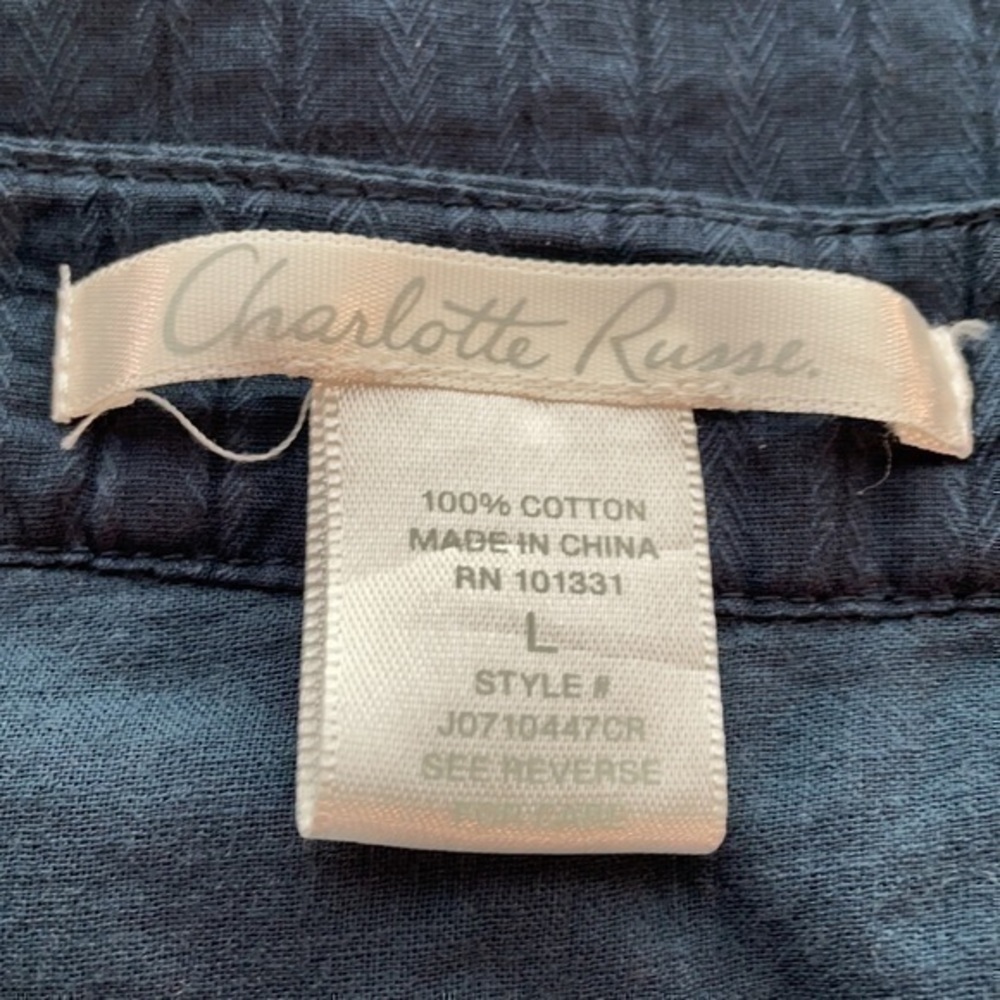 Charlotte Russe.
100% COTTON
MADE IN CHINA
RN 101331
L
STYLE #
J0710447CR
SEE REVERSE